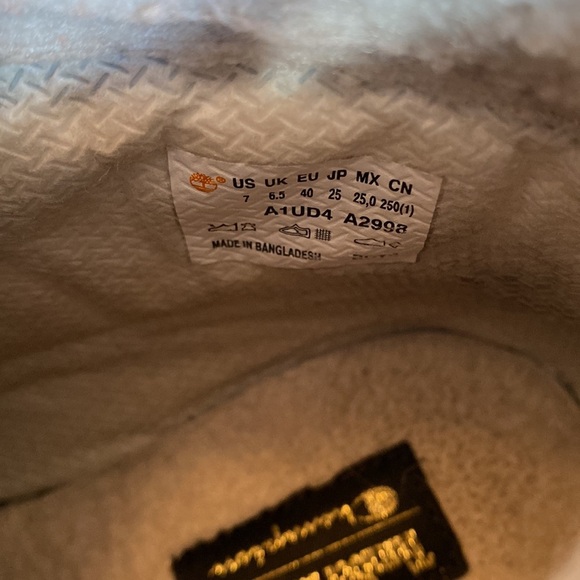 US UK EU JP MX CN
7 6.5 40 25 25,0 250(1)
A1UD4 A2998
MADE IN BANGLADESH
Champion